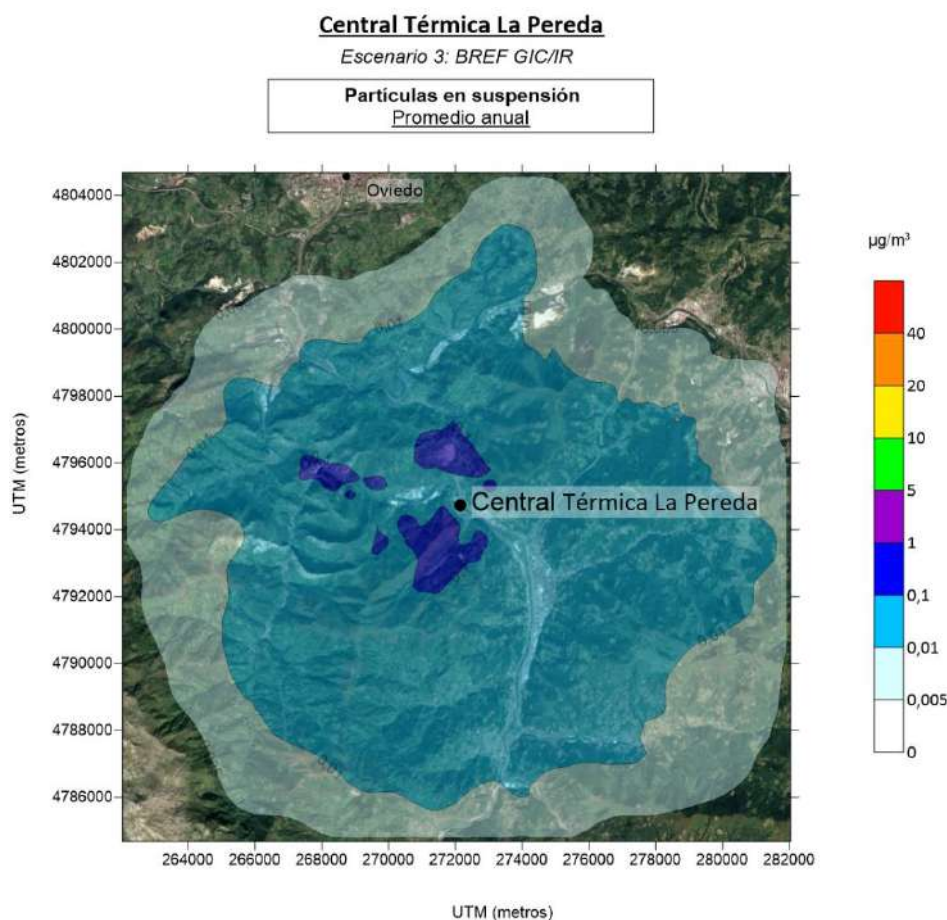 Central Térmica La Pereda
Escenario 3: BREF GIC/IR
Partículas en suspensión
Promedio anual
Oviedo
Central Térmica La Pereda
UTM (metros)
4804000
4802000
4800000
4798000
4796000
4794000
4792000
4790000
4788000
4786000
264000 266000 268000 270000 272000 274000 276000 278000 280000 282000
UTM (metros)
µg/m³
40
20
10
5
1
0,1
0,01
0,005
0